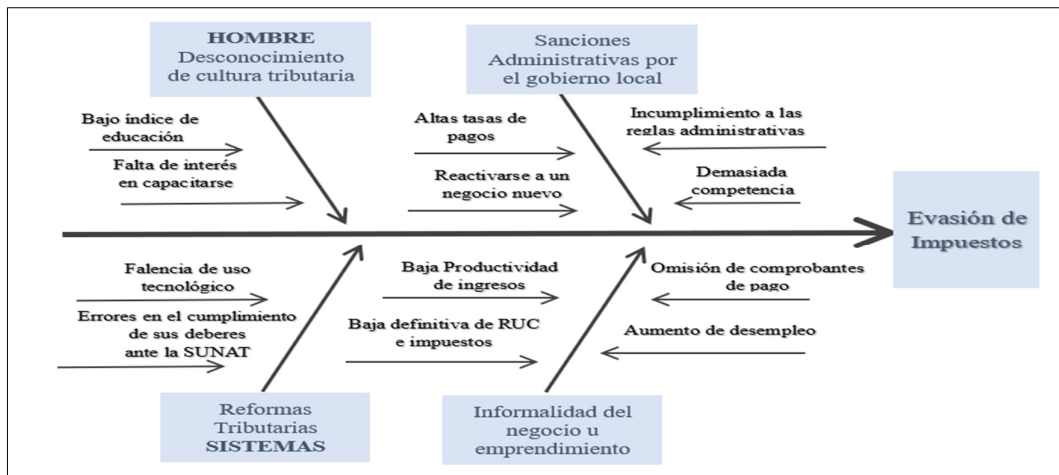 HOMBRE
Desconocimiento
de cultura tributaria
Sanciones
Administrativas por
el gobierno local
Bajo índice de
educación
Falta de interés
en capacitarse
Altas tasas de
pagos
Reactivarse a un
negocio nuevo
Incumplimiento a las
reglas administrativas
Demasiada
competencia
Evasión de
Impuestos
Falencia de uso
tecnológico
Errores en el cumplimiento
de sus deberes
ante la SUNAT
Baja Productividad
de ingresos
Baja definitiva de RUC
e impuestos
Omisión de comprobantes
de pago
Aumento de desempleo
Reformas
Tributarias
SISTEMAS
Informalidad del
negocio u
emprendimiento